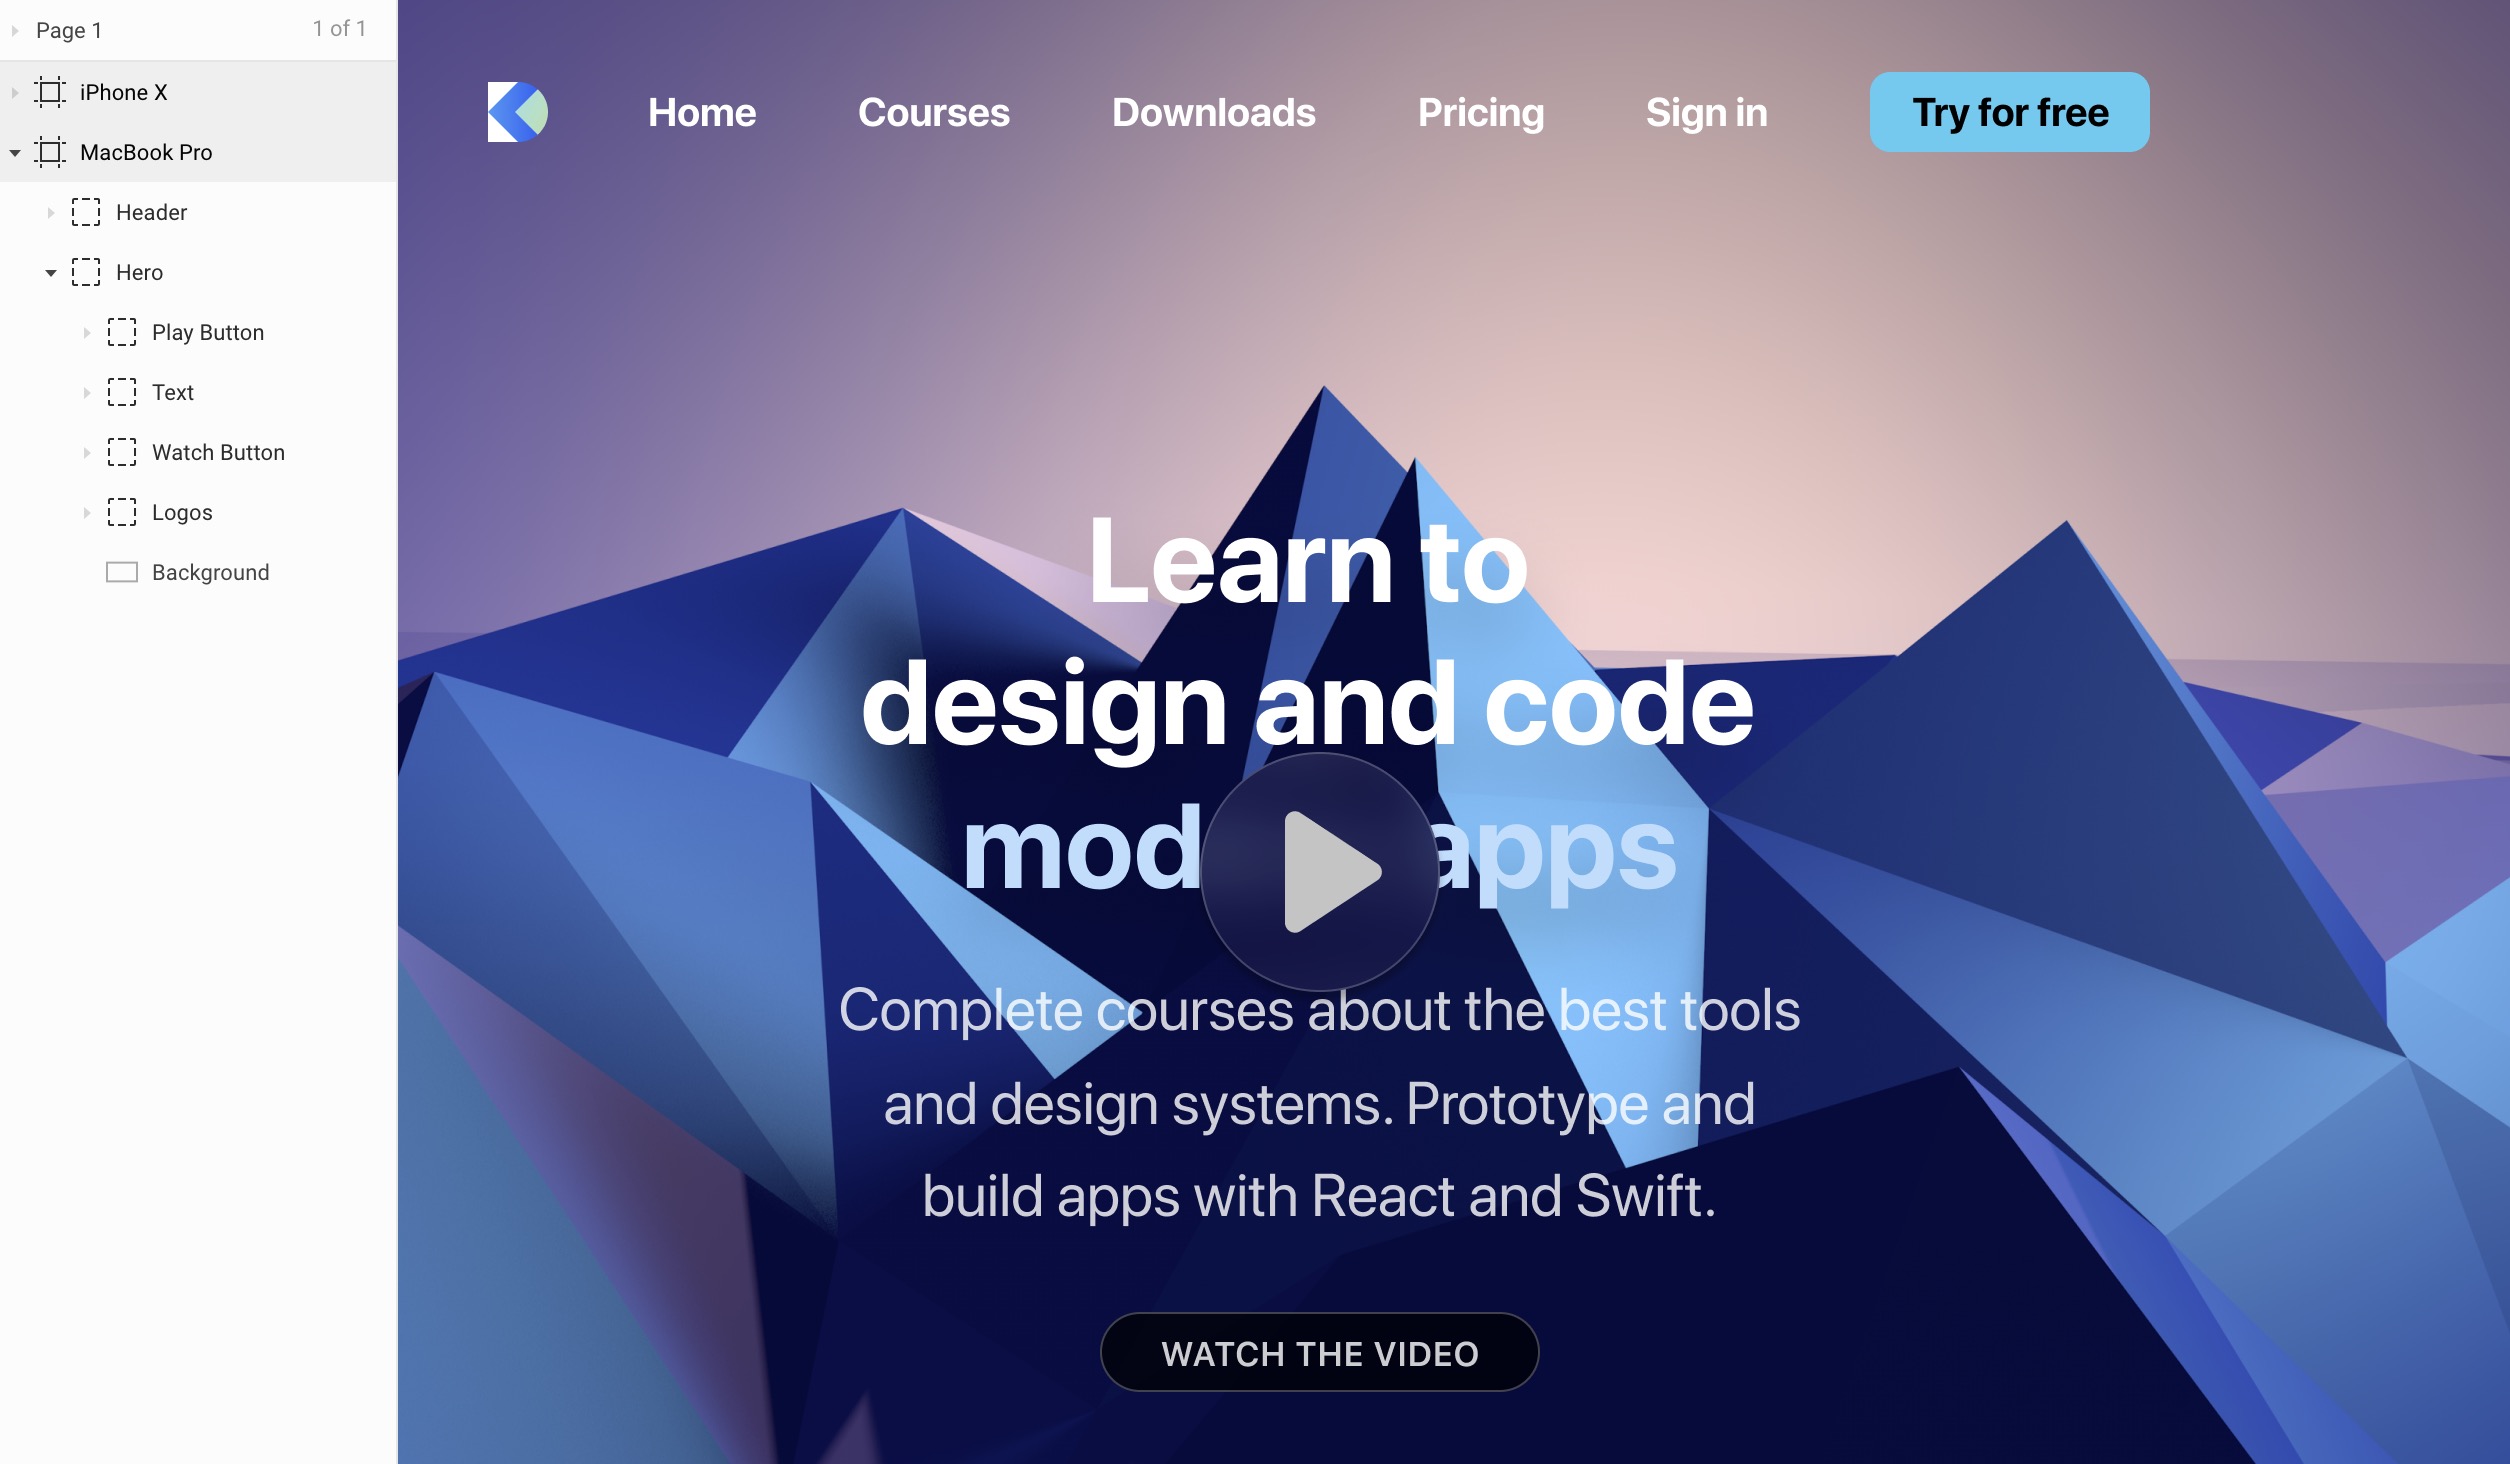 Page 1
1 of 1
iPhone X
MacBook Pro
Header
Hero
Play Button
Text
Watch Button
Logos
Background
Home Courses Downloads Pricing Sign in Try for free
Learn to
design and code
apps
Complete courses about the best tools
and design systems. Prototype and
build apps with React and Swift.
WATCH THE VIDEO